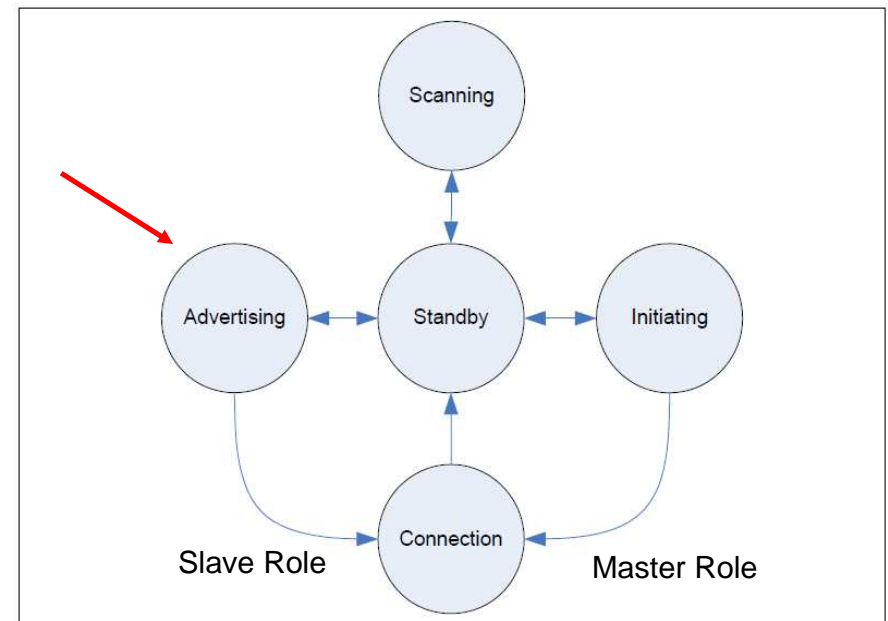 Scanning
Advertising
Standby
Initiating
Connection
Slave Role
Master Role